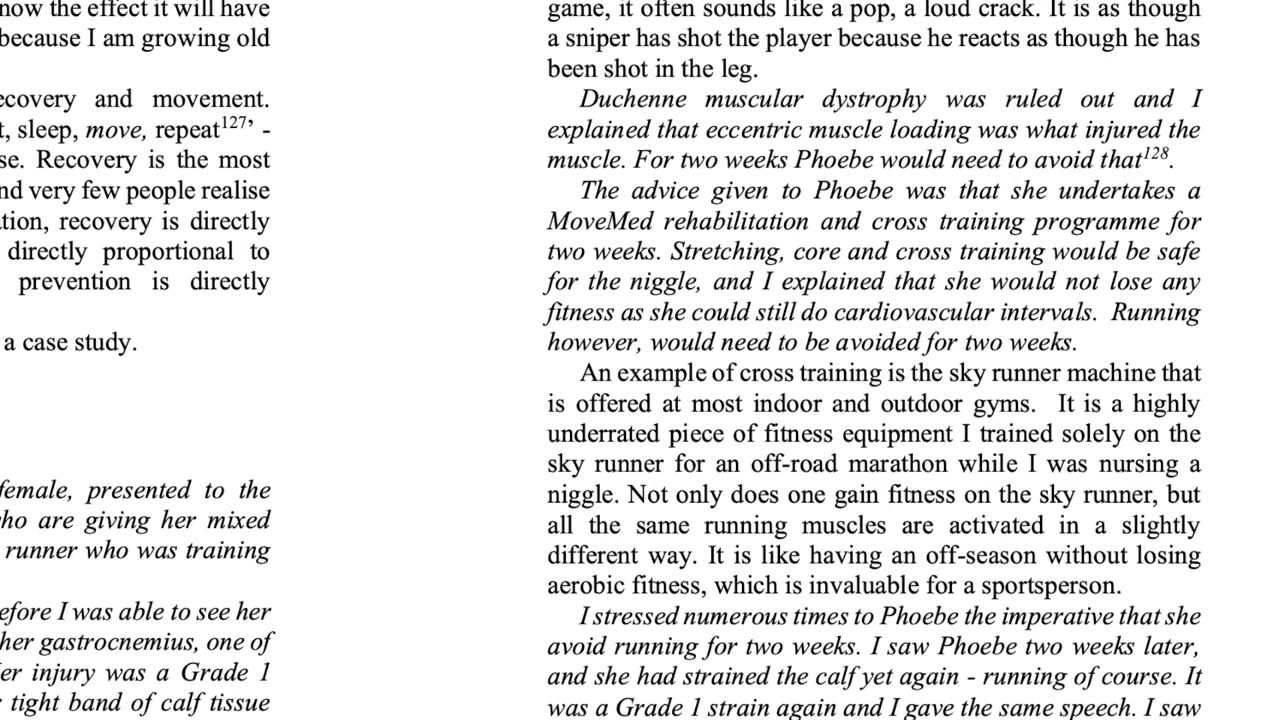 now the effect it will have
because I am growing old
ecovery and movement.
t, sleep, move, repeat127’ -
se. Recovery is the most
nd very few people realise
ation, recovery is directly
directly proportional to
prevention is directly
a case study.
female, presented to the
ho are giving her mixed
runner who was training
efore I was able to see her
her gastrocnemius, one of
er injury was a Grade 1
tight band of calf tissue
game, it often sounds like a pop, a loud crack. It is as though
a sniper has shot the player because he reacts as though he has
been shot in the leg.
Duchenne muscular dystrophy was ruled out and I
explained that eccentric muscle loading was what injured the
muscle. For two weeks Phoebe would need to avoid that128.
The advice given to Phoebe was that she undertakes a
MoveMed rehabilitation and cross training programme for
two weeks. Stretching, core and cross training would be safe
for the niggle, and I explained that she would not lose any
fitness as she could still do cardiovascular intervals.  Running
however, would need to be avoided for two weeks.
An example of cross training is the sky runner machine that
is offered at most indoor and outdoor gyms.  It is a highly
underrated piece of fitness equipment I trained solely on the
sky runner for an off-road marathon while I was nursing a
niggle. Not only does one gain fitness on the sky runner, but
all the same running muscles are activated in a slightly
different way. It is like having an off-season without losing
aerobic fitness, which is invaluable for a sportsperson.
I stressed numerous times to Phoebe the imperative that she
avoid running for two weeks. I saw Phoebe two weeks later,
and she had strained the calf yet again - running of course. It
was a Grade 1 strain again and I gave the same speech. I saw